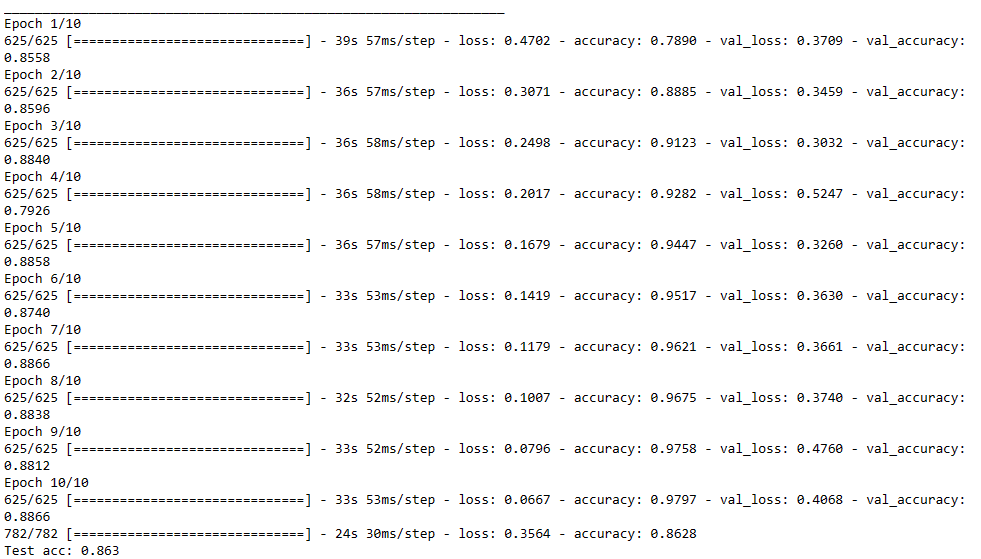 Epoch 1/10
625/625 [==============================] - 39s 57ms/step - loss: 0.4702 - accuracy: 0.7890 - val_loss: 0.3709 - val_accuracy:
0.8558
Epoch 2/10
625/625 [==============================] - 36s 57ms/step - loss: 0.3071 - accuracy: 0.8885 - val_loss: 0.3459 - val_accuracy:
0.8596
Epoch 3/10
625/625 [==============================] - 36s 58ms/step - loss: 0.2498 - accuracy: 0.9123 - val_loss: 0.3032 - val_accuracy:
0.8840
Epoch 4/10
625/625 [==============================] - 36s 58ms/step - loss: 0.2017 - accuracy: 0.9282 - val_loss: 0.5247 - val_accuracy:
0.7926
Epoch 5/10
625/625 [==============================] - 36s 57ms/step - loss: 0.1679 - accuracy: 0.9447 - val_loss: 0.3260 - val_accuracy:
0.8858
Epoch 6/10
625/625 [==============================] - 33s 53ms/step - loss: 0.1419 - accuracy: 0.9517 - val_loss: 0.3630 - val_accuracy:
0.8740
Epoch 7/10
625/625 [==============================] - 33s 53ms/step - loss: 0.1179 - accuracy: 0.9621 - val_loss: 0.3661 - val_accuracy:
0.8866
Epoch 8/10
625/625 [==============================] - 32s 52ms/step - loss: 0.1007 - accuracy: 0.9675 - val_loss: 0.3740 - val_accuracy:
0.8838
Epoch 9/10
625/625 [==============================] - 33s 52ms/step - loss: 0.0796 - accuracy: 0.9758 - val_loss: 0.4760 - val_accuracy:
0.8812
Epoch 10/10
625/625 [==============================] - 33s 53ms/step - loss: 0.0667 - accuracy: 0.9797 - val_loss: 0.4068 - val_accuracy:
0.8866
782/782 [==============================] - 24s 30ms/step - loss: 0.3564 - accuracy: 0.8628
Test acc: 0.863